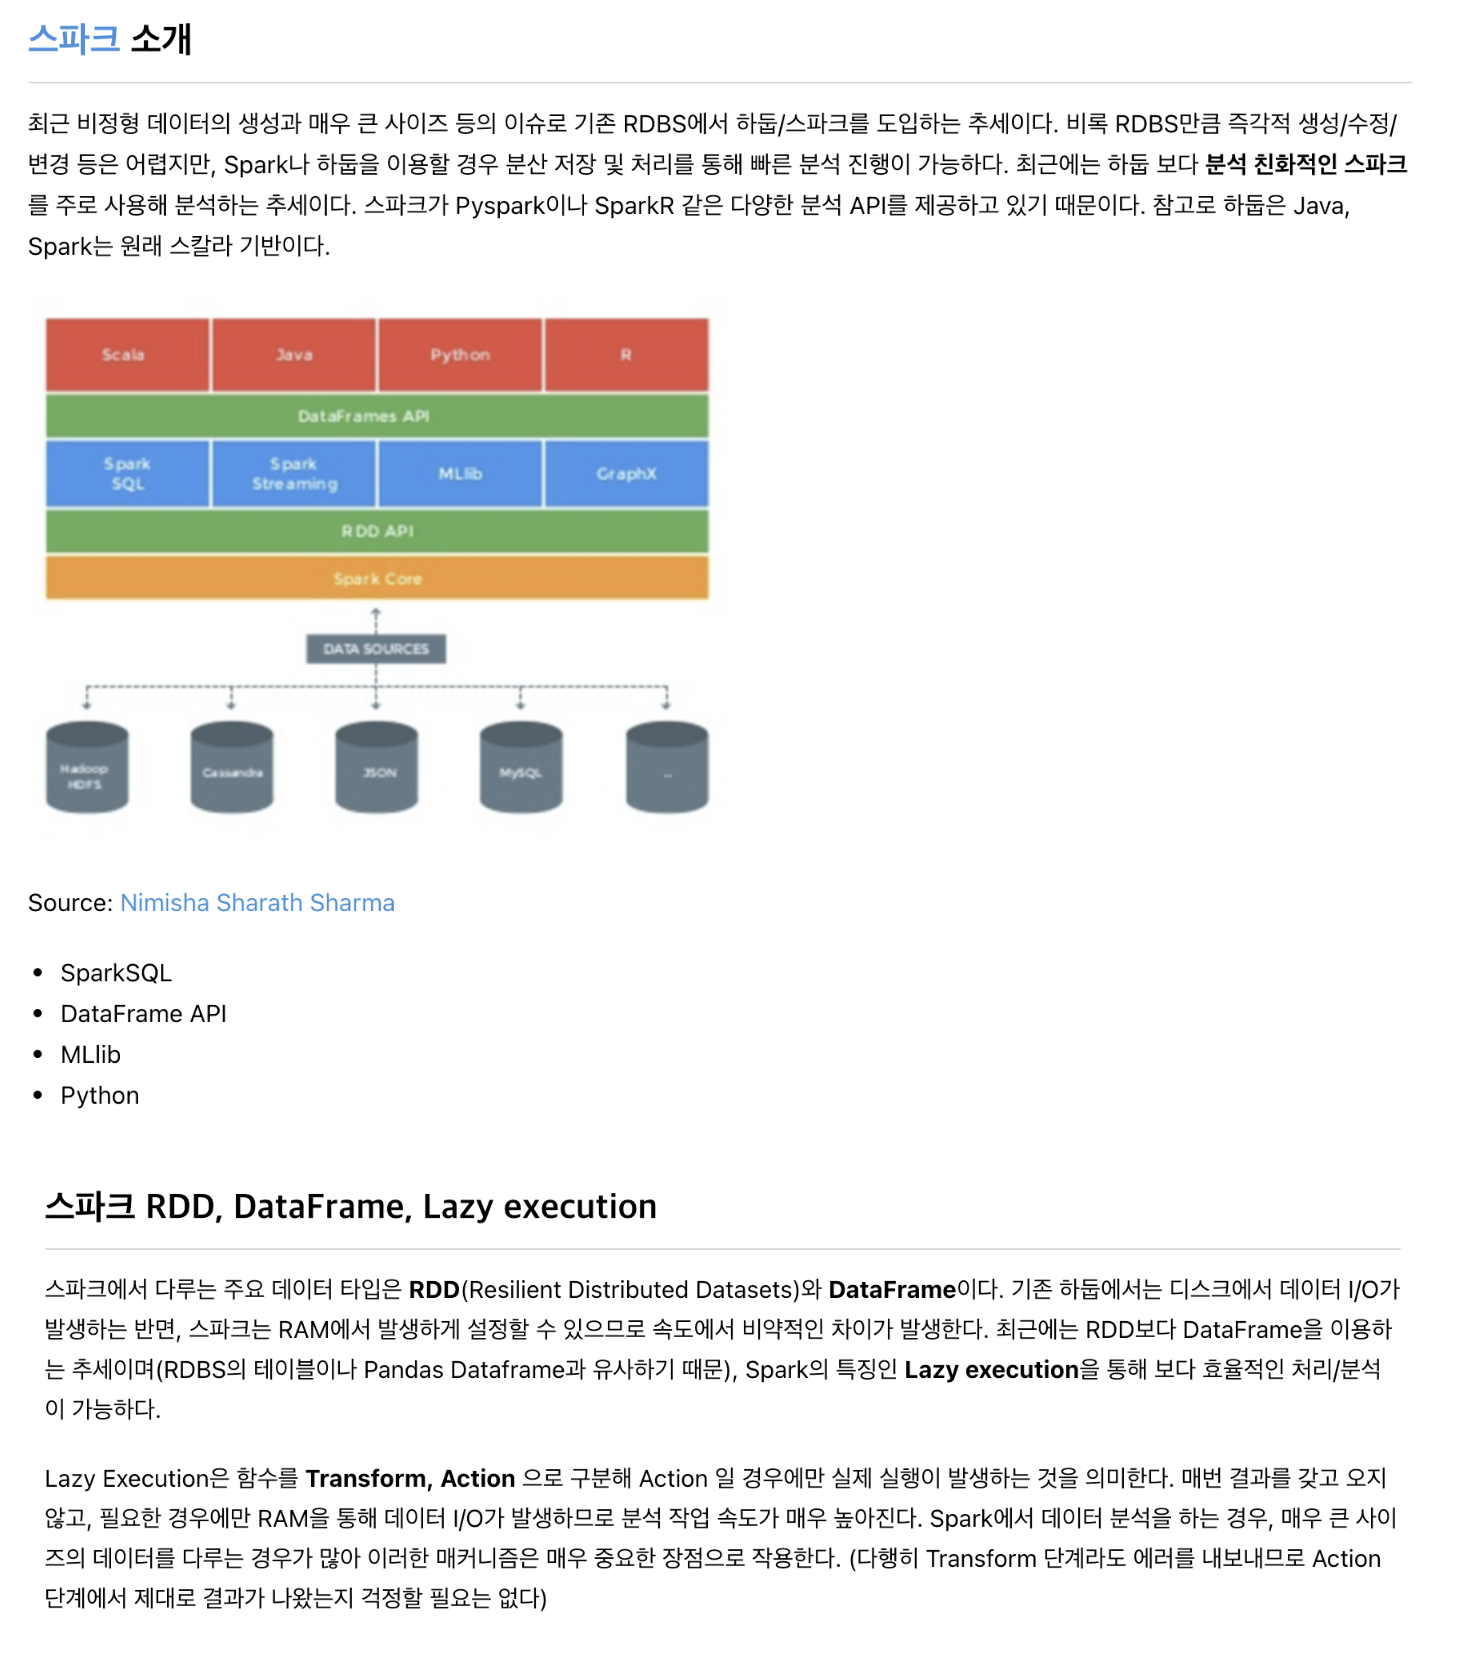 스파크 소개
최근 비정형 데이터의 생성과 매우 큰 사이즈 등의 이슈로 기존 RDBS에서 하둡/스파크를 도입하는 추세이다. 비록 RDBS만큼 즉각적 생성/수정/
변경 등은 어렵지만, Spark나 하둡을 이용할 경우 분산 저장 및 처리를 통해 빠른 분석 진행이 가능하다. 최근에는 하둡 보다 분석 친화적인 스파크
를 주로 사용해 분석하는 추세이다. 스파크가 Pyspark이나 SparkR 같은 다양한 분석 API를 제공하고 있기 때문이다. 참고로 하둡은 Java,
Spark는 원래 스칼라 기반이다.
Scala Java Python R
DataFrames API
Spark SQL Spark Streaming MLlib GraphX
RDD API
Spark Core
DATA SOURCES
Hadoop HDFS Cassandra JSON MySQL ...
Source: Nimisha Sharath Sharma
• SparkSQL
• DataFrame API
• MLlib
• Python
스파크 RDD, DataFrame, Lazy execution
스파크에서 다루는 주요 데이터 타입은 RDD(Resilient Distributed Datasets)와 DataFrame이다. 기존 하둡에서는 디스크에서 데이터 I/O가
발생하는 반면, 스파크는 RAM에서 발생하게 설정할 수 있으므로 속도에서 비약적인 차이가 발생한다. 최근에는 RDD보다 DataFrame을 이용하
는 추세이며(RDBS의 테이블이나 Pandas Dataframe과 유사하기 때문), Spark의 특징인 Lazy execution을 통해 보다 효율적인 처리/분석
이 가능하다.
Lazy Execution은 함수를 Transform, Action 으로 구분해 Action 일 경우에만 실제 실행이 발생하는 것을 의미한다. 매번 결과를 갖고 오지
않고, 필요한 경우에만 RAM을 통해 데이터 I/O가 발생하므로 분석 작업 속도가 매우 높아진다. Spark에서 데이터 분석을 하는 경우, 매우 큰 사이
즈의 데이터를 다루는 경우가 많아 이러한 매커니즘은 매우 중요한 장점으로 작용한다. (다행히 Transform 단계라도 에러를 내보내므로 Action
단계에서 제대로 결과가 나왔는지 걱정할 필요는 없다)